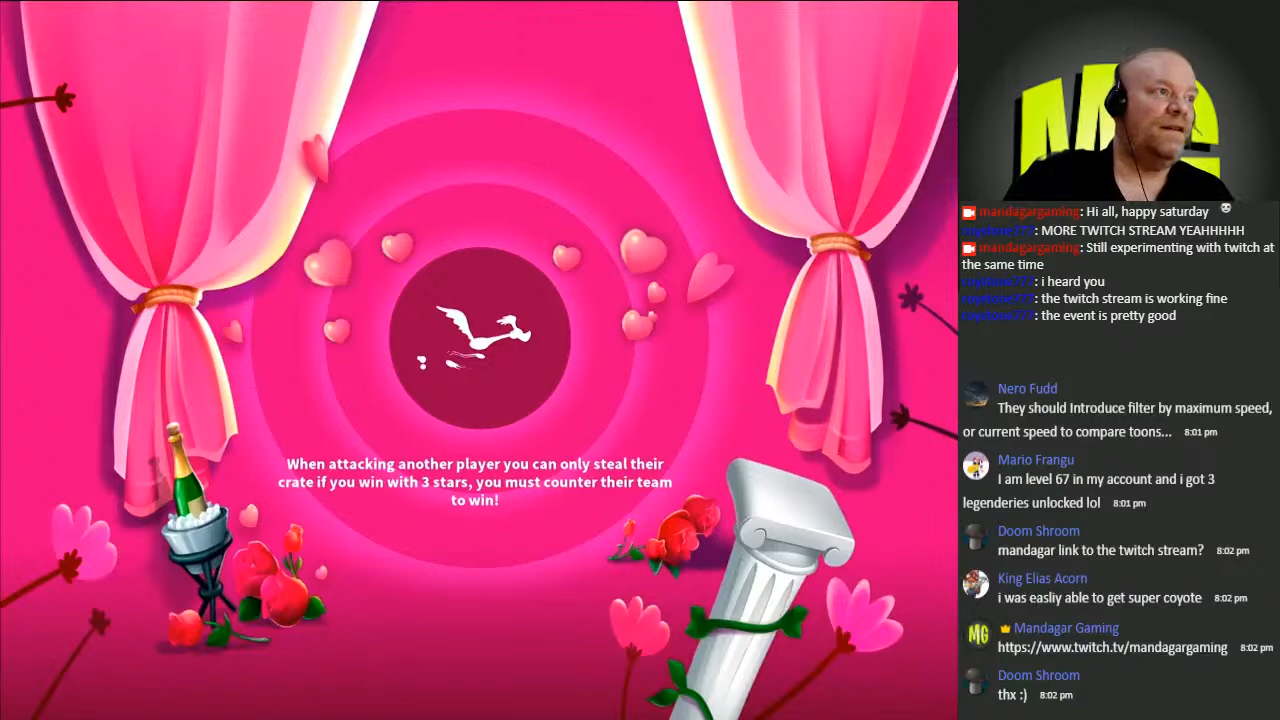 When attacking another player you can only steal their
crate if you win with 3 stars, you must counter their team
to win!
MG
mandagargaming: Hi all, happy saturday
: MORE TWITCH STREAM YEAHHHHH
mandagargaming: Still experimenting with twitch at
the same time
: i heard you
: the twitch stream is working fine
: the event is pretty good
Nero Fudd
They should Introduce filter by maximum speed,
or current speed to compare toons... 8:01 pm
Mario Frangu
I am level 67 in my account and i got 3
legenderies unlocked lol 8:01 pm
Doom Shroom
mandagar link to the twitch stream? 8:02 pm
King Elias Acorn
i was easliy able to get super coyote 8:02 pm
MG Mandagar Gaming
https://www.twitch.tv/mandagargaming 8:02 pm
Doom Shroom
thx :) 8:02 pm